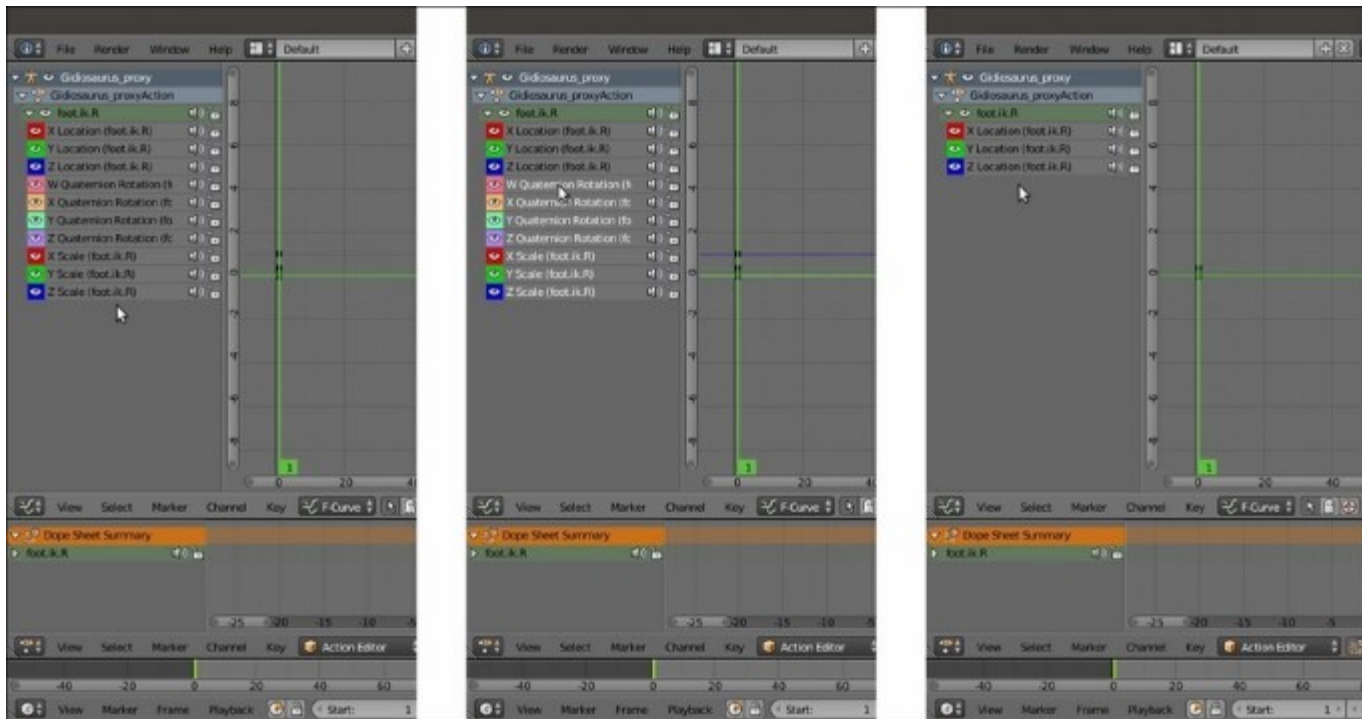 File Render Window Help Default
Gidiosaurus_proxy
Gidiosaurus_proxyAction
foot.ik.R
X Location (foot.ik.R)
Y Location (foot.ik.R)
Z Location (foot.ik.R)
W Quaternion Rotation (fi
X Quaternion Rotation (fc
Y Quaternion Rotation (fo
Z Quaternion Rotation (fc
X Scale (foot.ik.R)
Y Scale (foot.ik.R)
Z Scale (foot.ik.R)
1
0 20
View Select Marker Channel Key F-Curve
Dope Sheet Summary
foot.ik.R
-25 -20 -15 -10 -5
View Select Marker Channel Key Action Editor
-40 -20 0 20 40 60
View Marker Frame Playback Start: 1
File Render Window Help Default
Gidiosaurus_proxy
Gidiosaurus_proxyAction
foot.ik.R
X Location (foot.ik.R)
Y Location (foot.ik.R)
Z Location (foot.ik.R)
W Quaternion Rotation (fi
X Quaternion Rotation (fc
Y Quaternion Rotation (fo
Z Quaternion Rotation (fc
X Scale (foot.ik.R)
Y Scale (foot.ik.R)
Z Scale (foot.ik.R)
1
0 20
View Select Marker Channel Key F-Curve
Dope Sheet Summary
foot.ik.R
-25 -20 -15 -10 -5
View Select Marker Channel Key Action Editor
-40 -20 0 20 40 60
View Marker Frame Playback Start: 1
File Render Window Help Default
Gidiosaurus_proxy
Gidiosaurus_proxyAction
foot.ik.R
X Location (foot.ik.R)
Y Location (foot.ik.R)
Z Location (foot.ik.R)
1
0 20 40
View Select Marker Channel Key F-Curve
Dope Sheet Summary
foot.ik.R
-25 -20 -15 -10 -5
View Select Marker Channel Key Action Editor
-40 -20 0 20 40 60
View Marker Frame Playback Start: 1